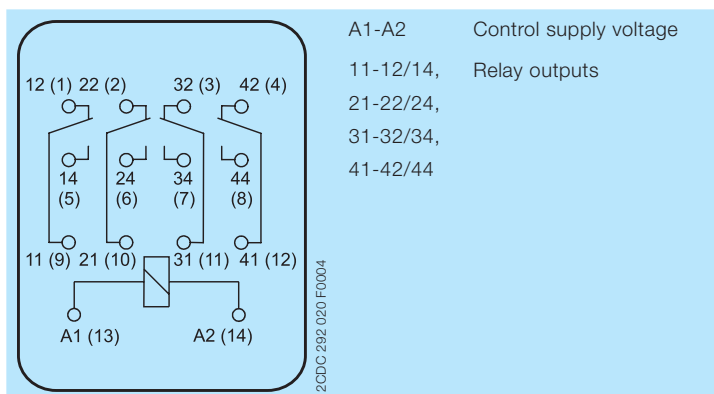 12 (1) 22 (2) 32 (3) 42 (4)
14 24 34 44
(5) (6) (7) (8)
11 (9) 21 (10) 31 (11) 41 (12)
A1 (13) A2 (14)
2CDC 292 020 F0004
A1-A2 Control supply voltage
11-12/14, Relay outputs
21-22/24,
31-32/34,
41-42/44